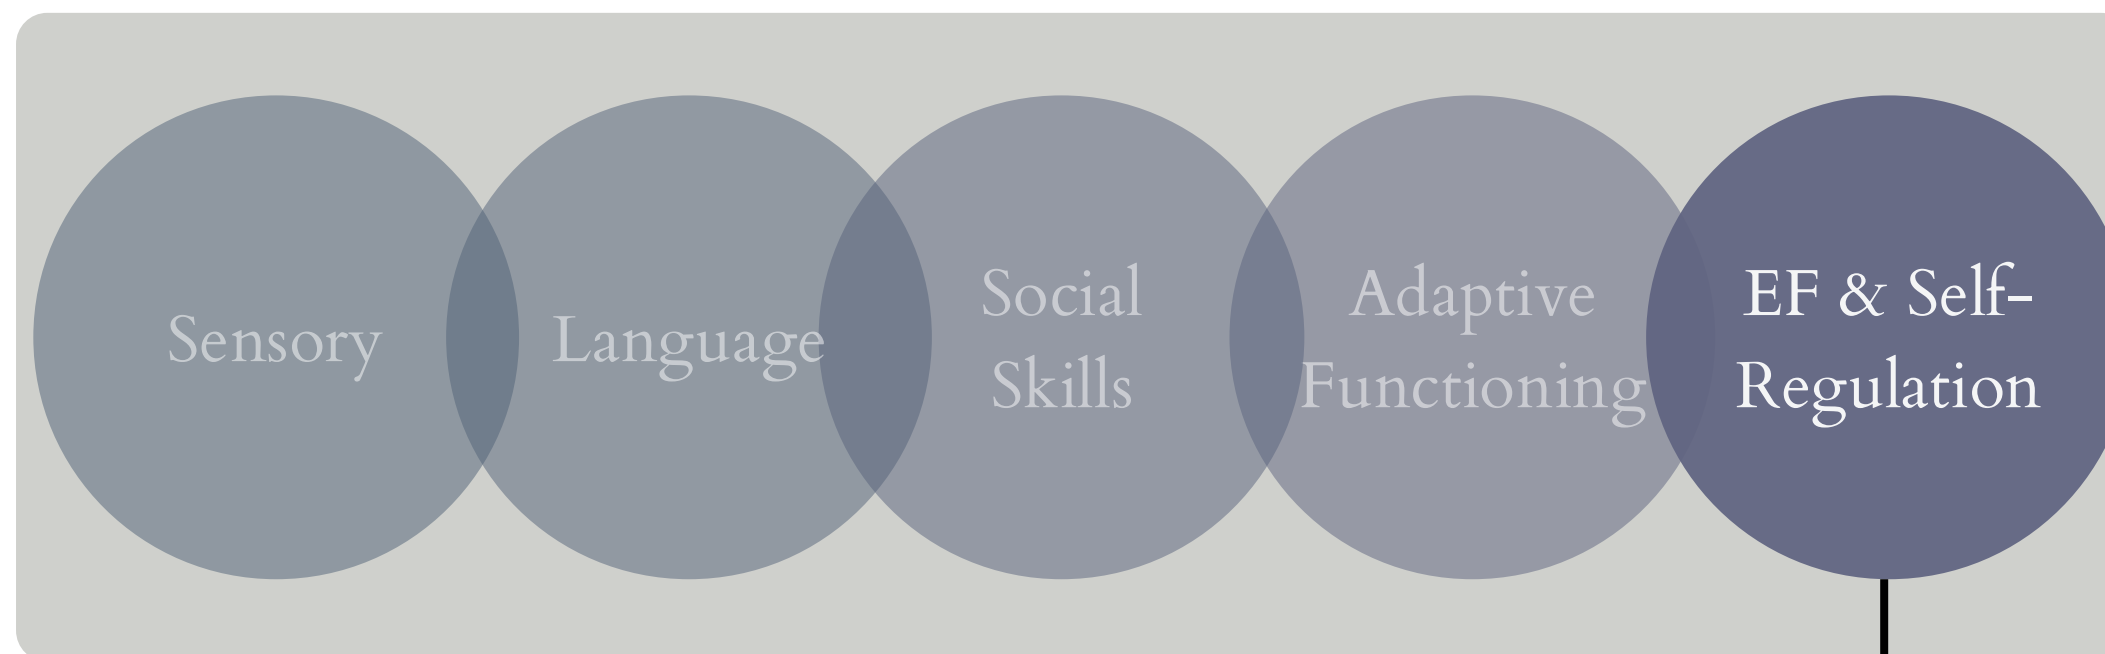 Sensory
Language
Social
Skills
Adaptive
Functioning
EF & Self-
Regulation